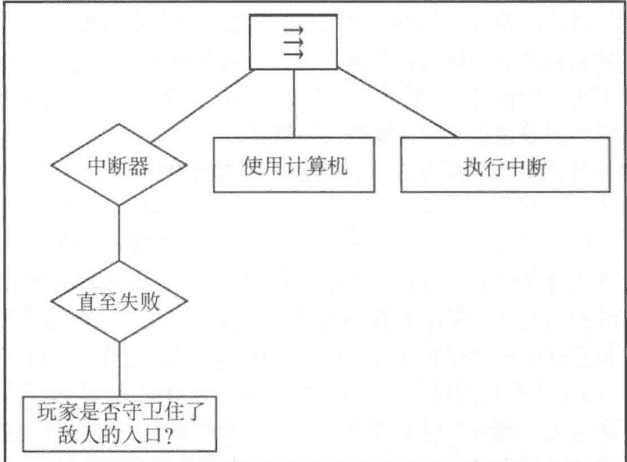 中断器
使用计算机
执行中断
直至失败
玩家是否守卫住了
敌人的入口?